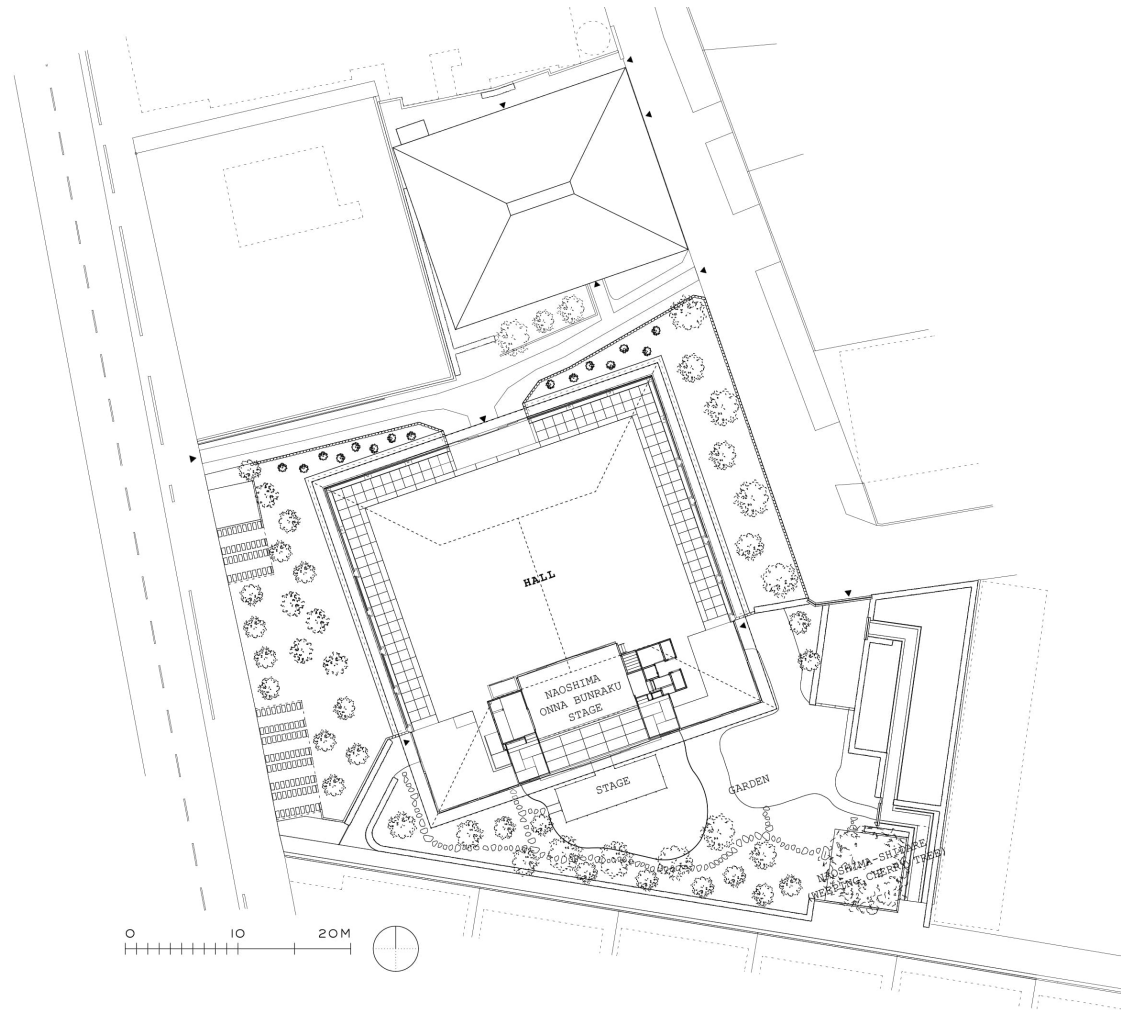 HALL
NAOSHIMA
ONNA BUNRAKU
STAGE
STAGE
GARDEN
NAOSHIMA-SHIDARE
(WEEPING CHERRY TREE)
0 10 20M